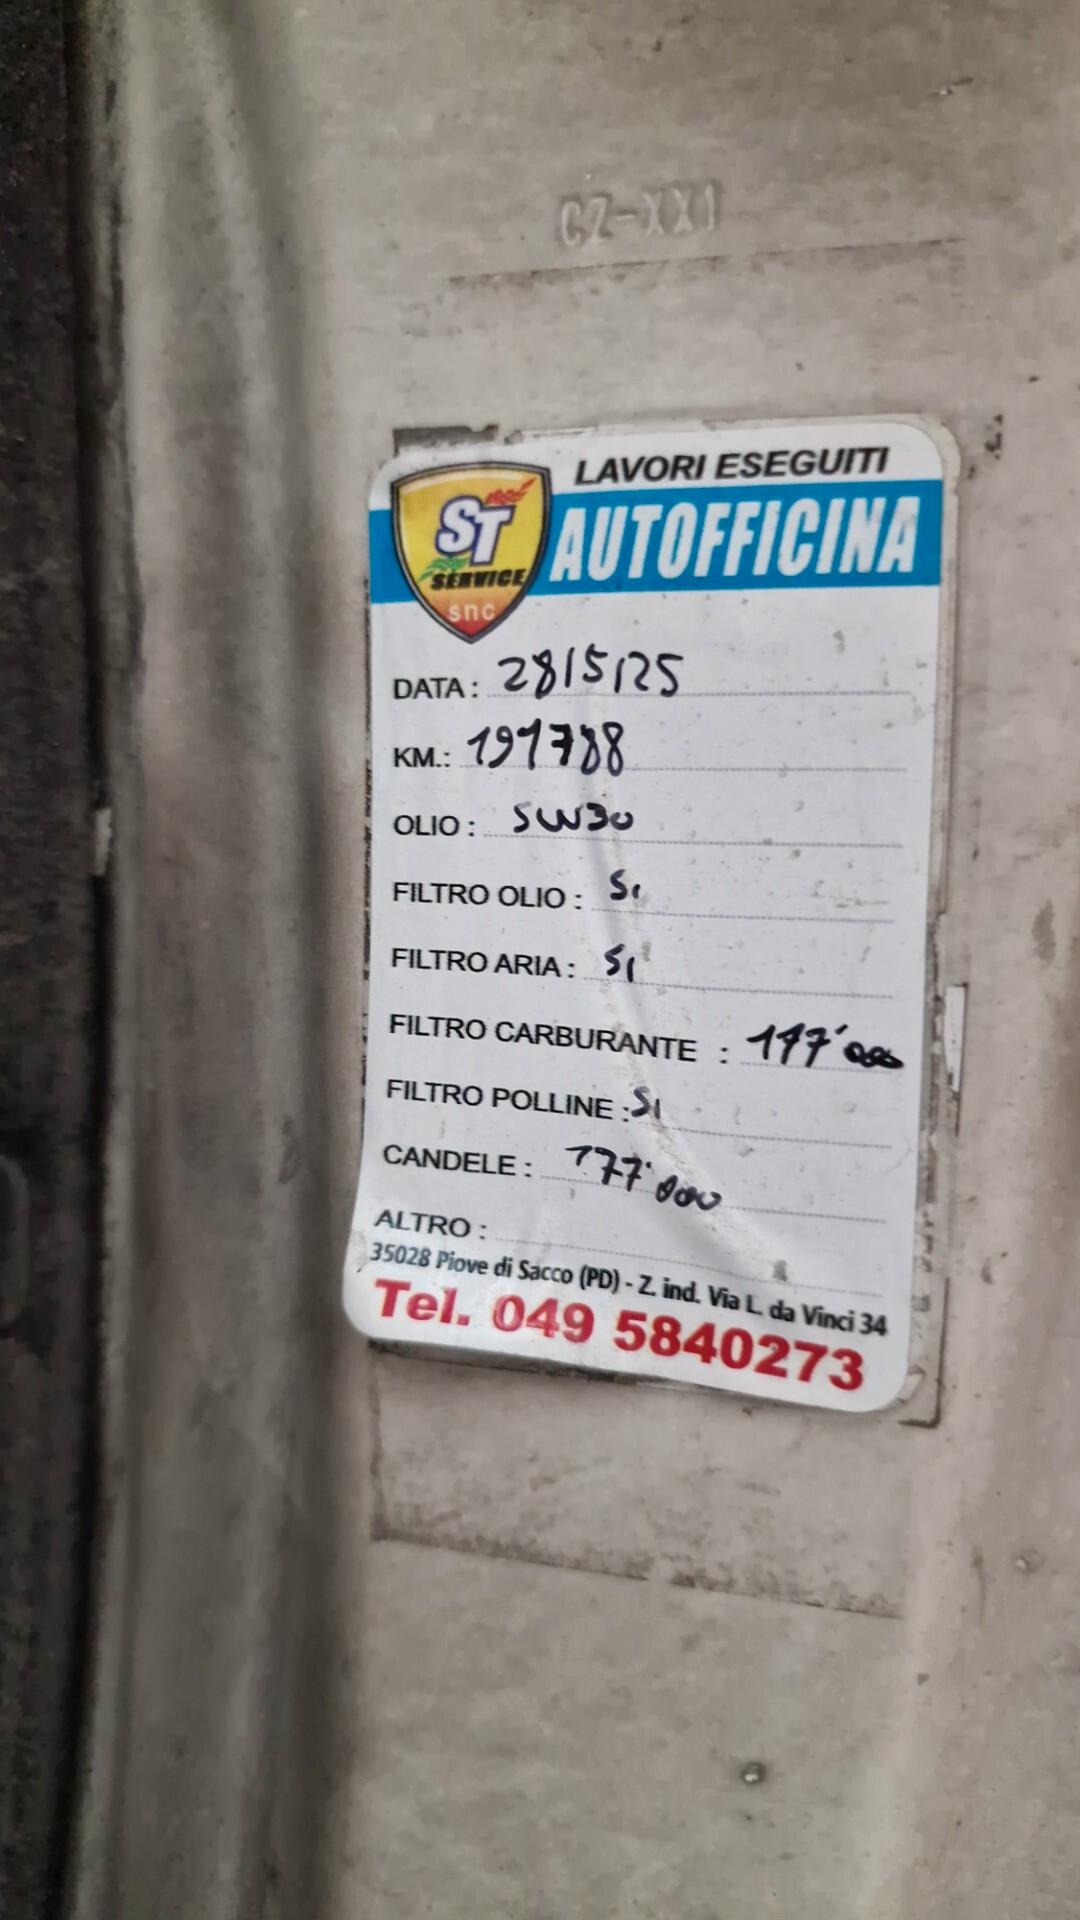 CZ-XX1
LAVORI ESEGUITI
ST
SERVICE
snc
AUTOFFICINA
DATA: 28/5/25
KM.: 191788
OLIO: 5W30
FILTRO OLIO: Si
FILTRO ARIA: Si
FILTRO CARBURANTE: 177'000
FILTRO POLLINE: Si
CANDELE: 177'000
ALTRO:
35028 Piove di Sacco (PD) - Z. ind. Via L. da Vinci 34
Tel. 049 5840273